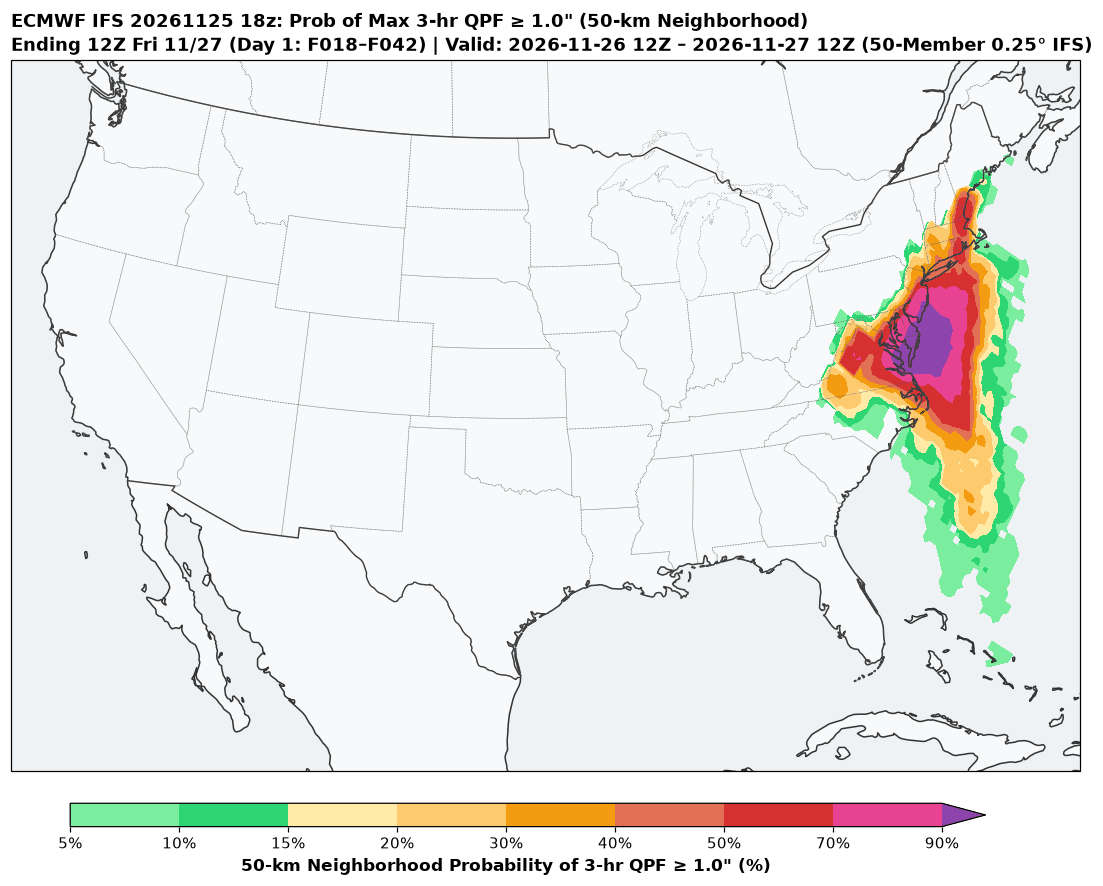 ECMWF IFS 20261125 18z: Prob of Max 3-hr QPF ≥ 1.0" (50-km Neighborhood)
Ending 12Z Fri 11/27 (Day 1: F018–F042) | Valid: 2026-11-26 12Z – 2026-11-27 12Z (50-Member 0.25° IFS)
5% 10% 15% 20% 30% 40% 50% 70% 90%
50-km Neighborhood Probability of 3-hr QPF ≥ 1.0" (%)